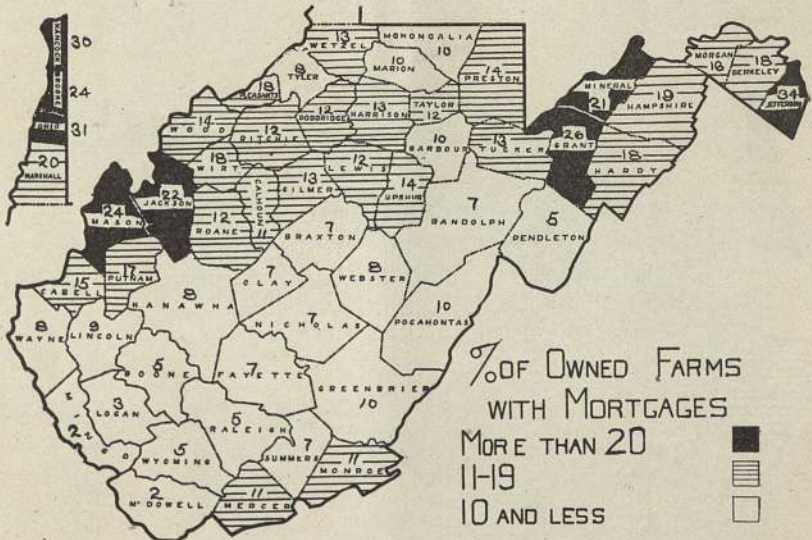 HANCOCK
30
BROOKE
24
OHIO
31
20
MARSHALL
13
WETZEL
MONONGALIA
10
10
MARION
14
PRESTON
8
TYLER
18
PLEASANTS
MORGAN
16
18
BERKELEY
34
JEFFERSON
MINERAL
21
19
HAMPSHIRE
14
WOOD
12
RITCHIE
12
DODDRIDGE
13
HARRISON
TAYLOR
12
10
BARBOUR
13
TUCKER
26
GRANT
18
HARDY
18
WIRT
CALHOUN
11
13
GILMER
12
LEWIS
14
UPSHUR
7
RANDOLPH
5
PENDLETON
24
MASON
22
JACKSON
12
ROANE
7
BRAXTON
8
WEBSTER
15
CABELL
17
PUTNAM
8
KANAWHA
7
CLAY
7
NICHOLAS
10
POCAHONTAS
8
WAYNE
9
LINCOLN
5
BOONE
7
FAYETTE
GREENBRIER
10
2
MINGO
3
LOGAN
5
RALEIGH
5
WYOMING
7
SUMMERS
11
MONROE
2
McDOWELL
11
MERCER
% OF OWNED FARMS
WITH MORTGAGES
MORE THAN 20
11-19
10 AND LESS